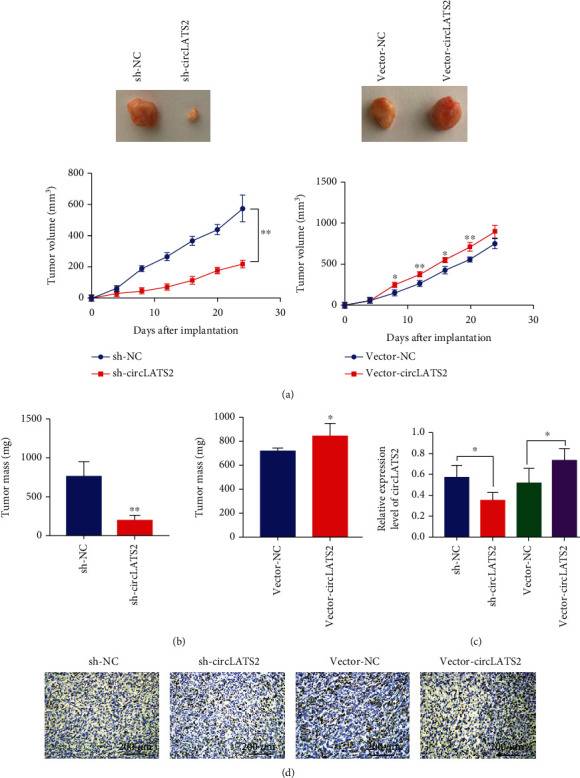 sh-NC
sh-circLATS2
Vector-NC
Vector-circLATS2
Tumor volume (mm3)
800
600
400
200
0
0
10
20
30
**
Days after implantation
sh-NC
sh-circLATS2
Tumor volume (mm3)
1500
1000
500
0
0
10
20
30
*
**
*
**
Days after implantation
Vector-NC
Vector-circLATS2
(a)
Tumor mass (mg)
1500
1000
500
0
**
sh-NC
sh-circLATS2
Tumor mass (mg)
1000
800
600
400
200
0
*
Vector-NC
Vector-circLATS2
(b)
Relative expression
level of circLATS2
1.0
0.8
0.6
0.4
0.2
0.0
*
*
sh-NC
sh-circLATS2
Vector-NC
Vector-circLATS2
(c)
sh-NC
sh-circLATS2
Vector-NC
Vector-circLATS2
200 μm
200 μm
200 μm
200 μm
(d)